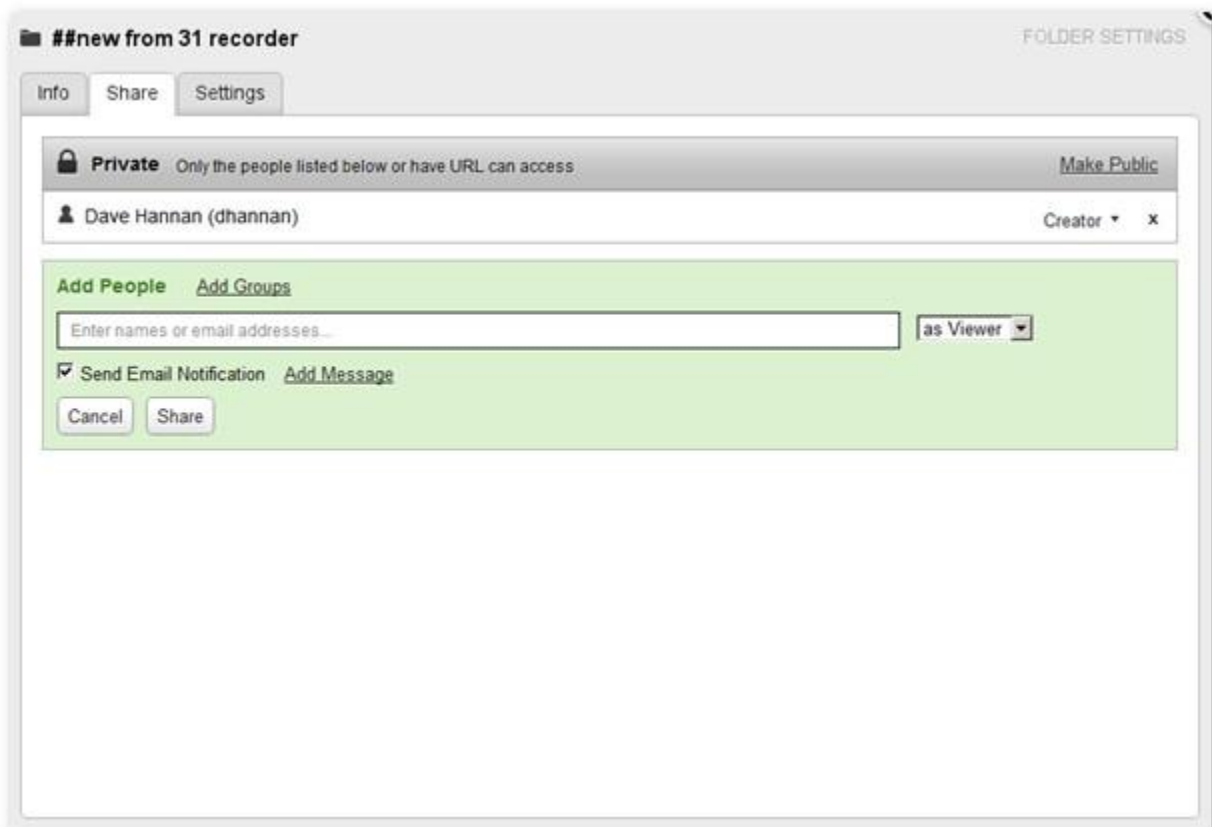 ##new from 31 recorder FOLDER SETTINGS
Info Share Settings
Private Only the people listed below or have URL can access Make Public
Dave Hannan (dhannan) Creator x
Add People Add Groups
Enter names or email addresses... as Viewer
Send Email Notification Add Message
Cancel Share